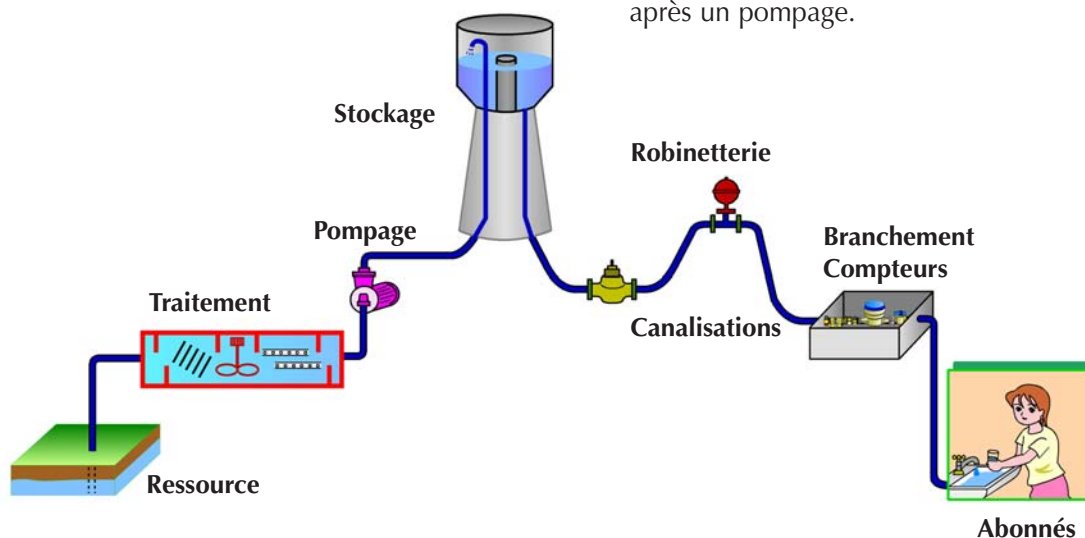 après un pompage.
Stockage
Robinetterie
Pompage
Branchement
Compteurs
Traitement
Canalisations
Ressource
Abonnés